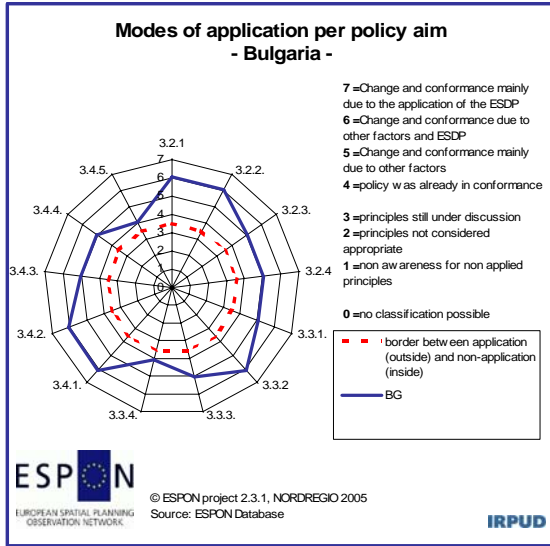 Modes of application per policy aim
- Bulgaria -
7 =Change and conformance mainly
due to the application of the ESDP
6 =Change and conformance due to
other factors and ESDP
5 =Change and conformance mainly
due to other factors
4 =policy was already in conformance
3 =principles still under discussion
2 =principles not considered
appropriate
1 =non awareness for non applied
principles
0 =no classification possible
border between application
(outside) and non-application
(inside)
BG
3.2.1
3.2.2.
3.2.3.
3.2.4
3.3.1.
3.3.2
3.3.3.
3.3.4.
3.4.1.
3.4.2.
3.4.3.
3.4.4.
3.4.5.
7
6
5
4
3
2
1
0
ESPON
EUROPEAN SPATIAL PLANNING
OBSERVATION NETWORK
© ESPON project 2.3.1, NORDREGIO 2005
Source: ESPON Database
IRPUD